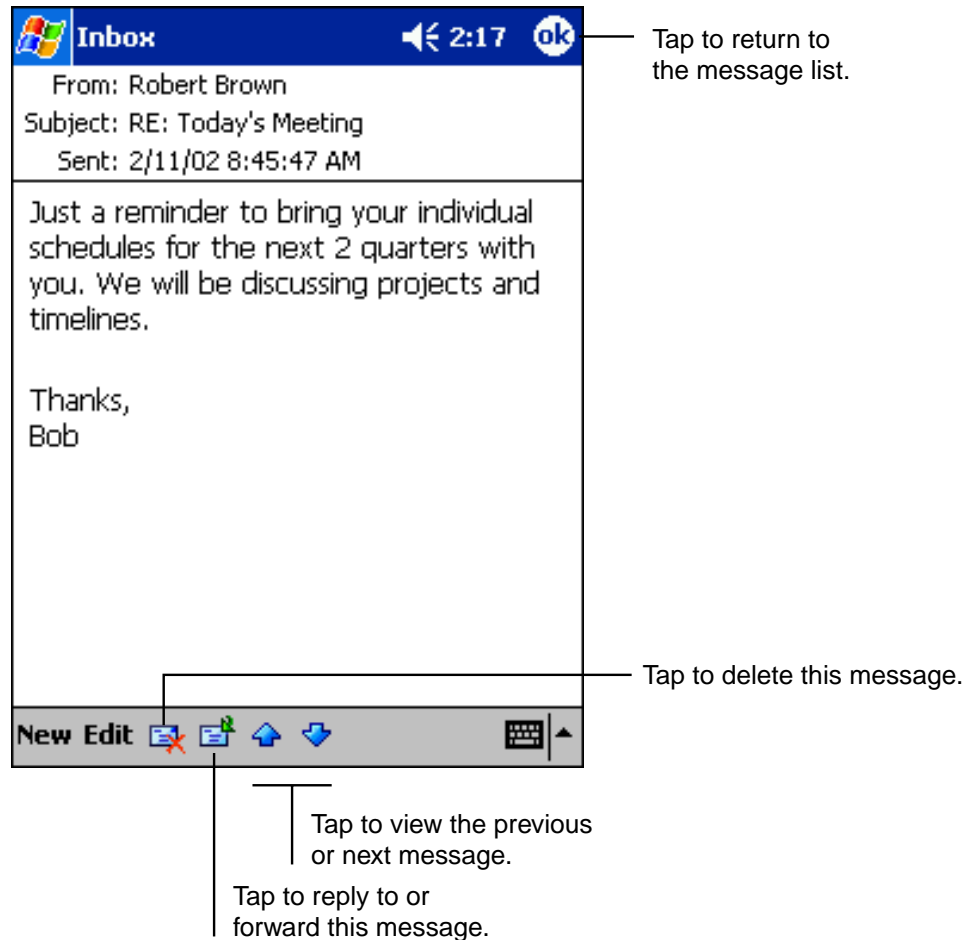 Inbox 2:17 ok
Tap to return to
the message list.
From: Robert Brown
Subject: RE: Today's Meeting
Sent: 2/11/02 8:45:47 AM
Just a reminder to bring your individual
schedules for the next 2 quarters with
you. We will be discussing projects and
timelines.
Thanks,
Bob
Tap to delete this message.
New Edit
Tap to view the previous
or next message.
Tap to reply to or
forward this message.